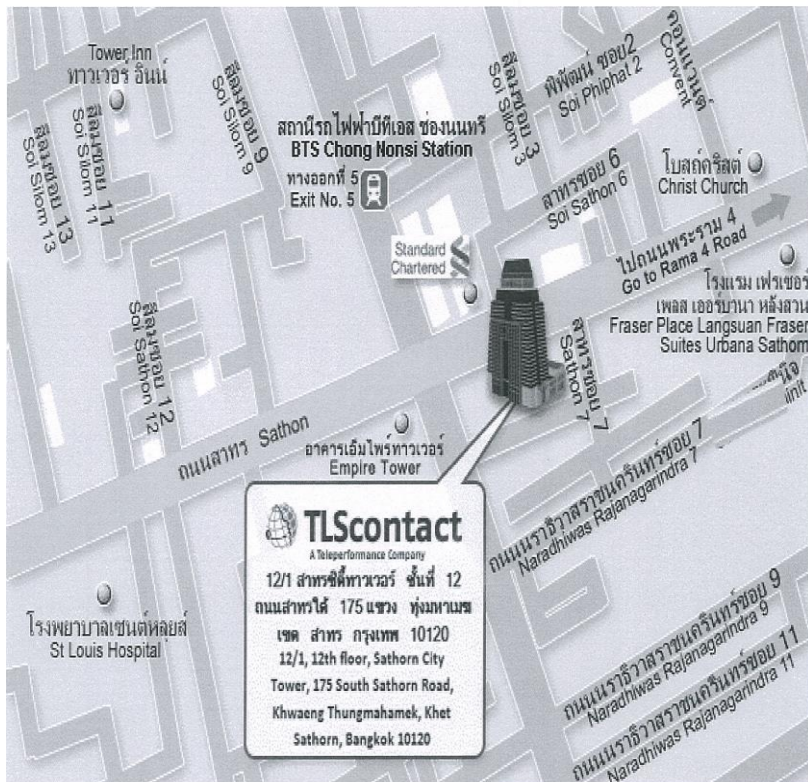 Tower Inn
ทาวเวอร์ อินน์
สีลมซอย 13
Soi Silom 13
สีลมซอย 11
Soi Silom 11
สีลมซอย 9
Soi Silom 9
สถานีรถไฟฟ้าบีทีเอส ช่องนนทรี
BTS Chong Nonsi Station
ทางออกที่ 5
Exit No. 5
สีลมซอย 3
Soi Silom 3
พิพัฒน์ ซอย2
Soi Phiphat 2
คอนแวนต์
Convent
สาทรซอย 6
Soi Sathon 6
โบสถ์คริสต์
Christ Church
Standard
Chartered
ไปถนนพระราม 4
Go to Rama 4 Road
โรงแรม เฟรเซอร์
เพลส เออร์บานา หลังสวน
Fraser Place Langsuan Fraser
Suites Urbana Sathorn
สีลมซอย 12
Soi Sathon 12
สาทรซอย 7
Sathon 7
ถนนสาทร Sathon
อาคารเอ็มไพร์ทาวเวอร์
Empire Tower
ถนนนราธิวาสราชนครินทร์ซอย 7
Naradhiwas Rajanagarindra 7
TLScontact
A Teleperformance Company
12/1 สาทรซิตี้ทาวเวอร์ ชั้นที่ 12
ถนนสาทรใต้ 175 แขวง ทุ่งมหาเมฆ
เขต สาทร กรุงเทพ 10120
12/1, 12th floor, Sathorn City
Tower, 175 South Sathorn Road,
Khwaeng Thungmahamek, Khet
Sathorn, Bangkok 10120
โรงพยาบาลเซนต์หลุยส์
St Louis Hospital
ถนนนราธิวาสราชนครินทร์ซอย 9
Naradhiwas Rajanagarindra 9
ถนนนราธิวาสราชนครินทร์ซอย 11
Naradhiwas Rajanagarindra 11